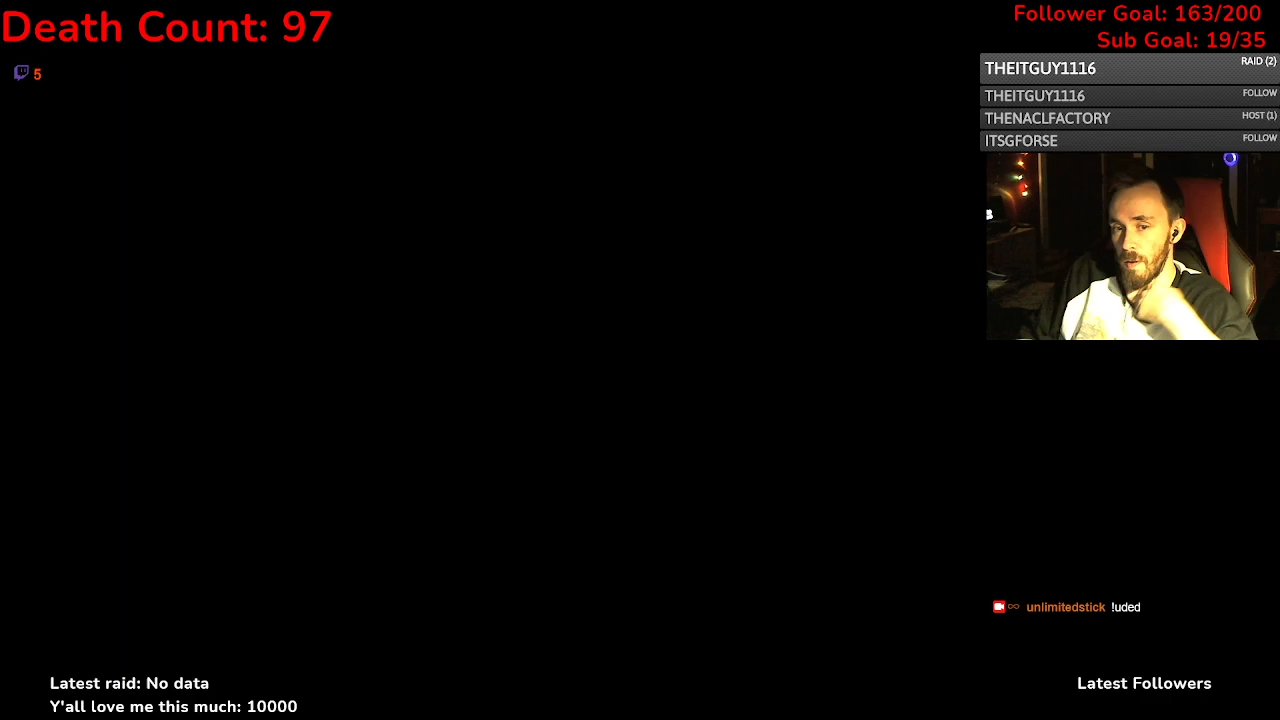 Death Count: 97
5
Follower Goal: 163/200
Sub Goal: 19/35
THEITGUY1116 RAID (2)
THEITGUY1116 FOLLOW
THENACLFACTORY HOST (1)
ITSGFORSE FOLLOW
unlimitedstick !uded
Latest raid: No data
Y'all love me this much: 10000
Latest Followers